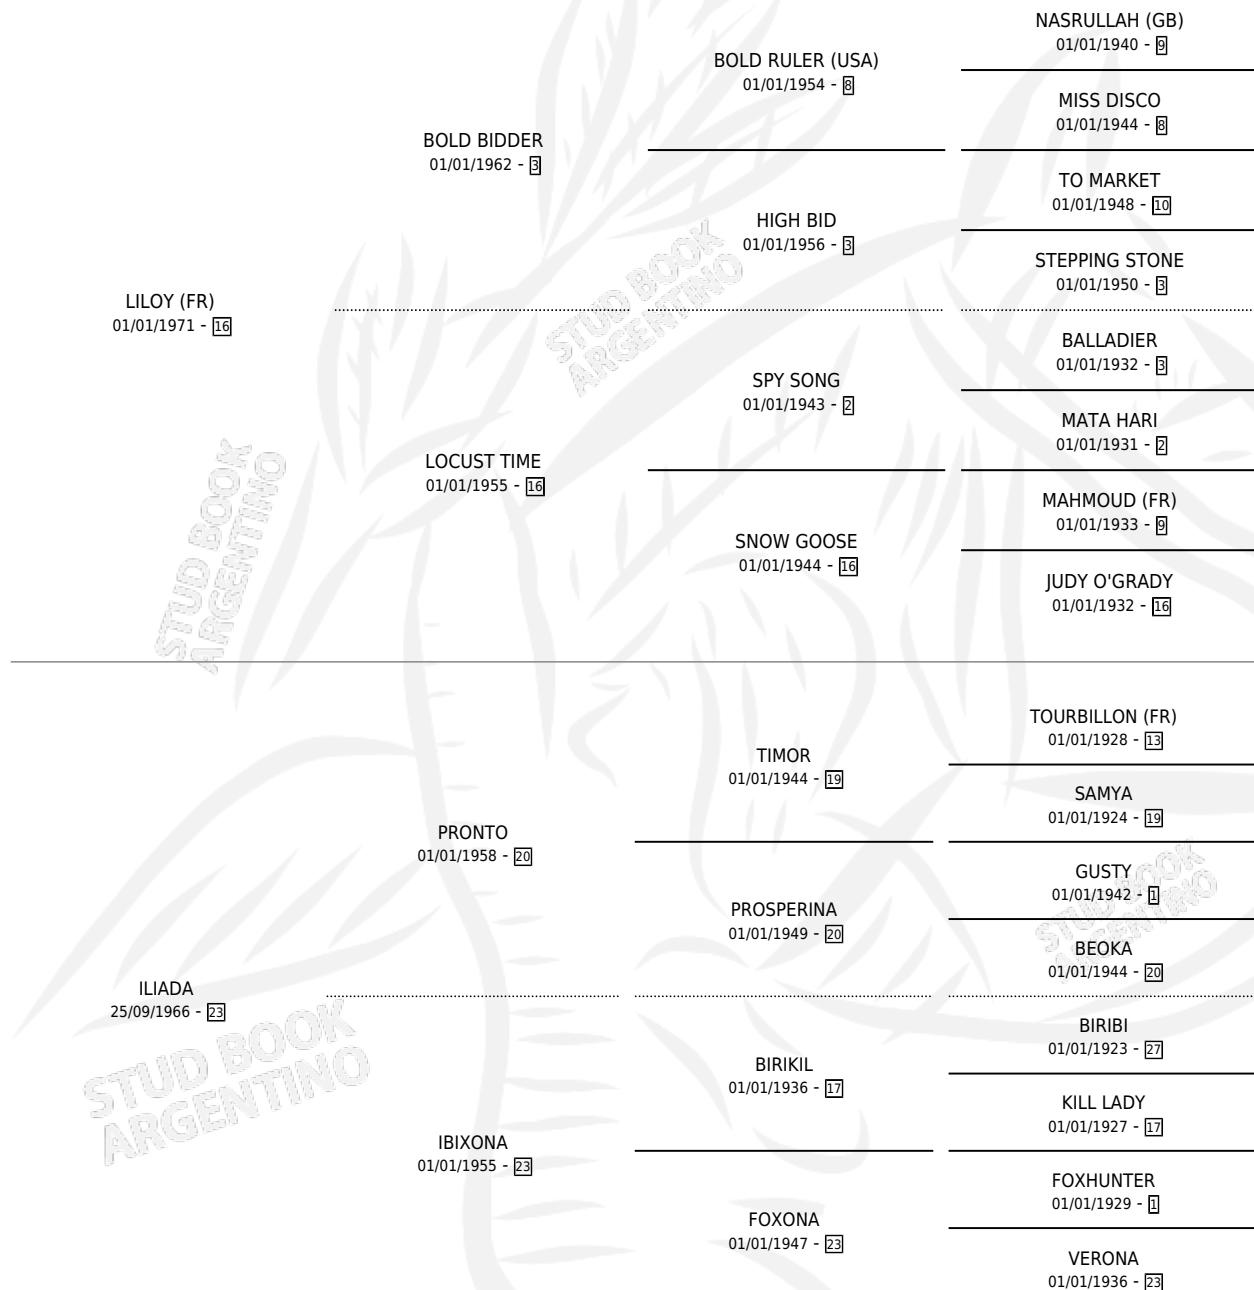 NASRULLAH (GB)
01/01/1940 - 9
BOLD RULER (USA)
01/01/1954 - 8
MISS DISCO
01/01/1944 - 8
BOLD BIDDER
01/01/1962 - 3
TO MARKET
01/01/1948 - 10
HIGH BID
01/01/1956 - 3
STEPPING STONE
01/01/1950 - 3
LILOY (FR)
01/01/1971 - 16
BALLADIER
01/01/1932 - 3
SPY SONG
01/01/1943 - 2
MATA HARI
01/01/1931 - 2
LOCUST TIME
01/01/1955 - 16
MAHMOUD (FR)
01/01/1933 - 9
SNOW GOOSE
01/01/1944 - 16
JUDY O'GRADY
01/01/1932 - 16
TOURBILLON (FR)
01/01/1928 - 13
TIMOR
01/01/1944 - 19
SAMYA
01/01/1924 - 19
PRONTO
01/01/1958 - 20
GUSTY
01/01/1942 - 1
PROSPERINA
01/01/1949 - 20
BEOKA
01/01/1944 - 20
ILIADA
25/09/1966 - 23
BIRIBI
01/01/1923 - 27
BIRIKIL
01/01/1936 - 17
KILL LADY
01/01/1927 - 17
IBIXONA
01/01/1955 - 23
FOXHUNTER
01/01/1929 - 1
FOXONA
01/01/1947 - 23
VERONA
01/01/1936 - 23
STUD BOOK
ARGENTINO
STUD BOOK
ARGENTINO
STUD BOOK
ARGENTINO
STUD BOOK
ARGENTINO